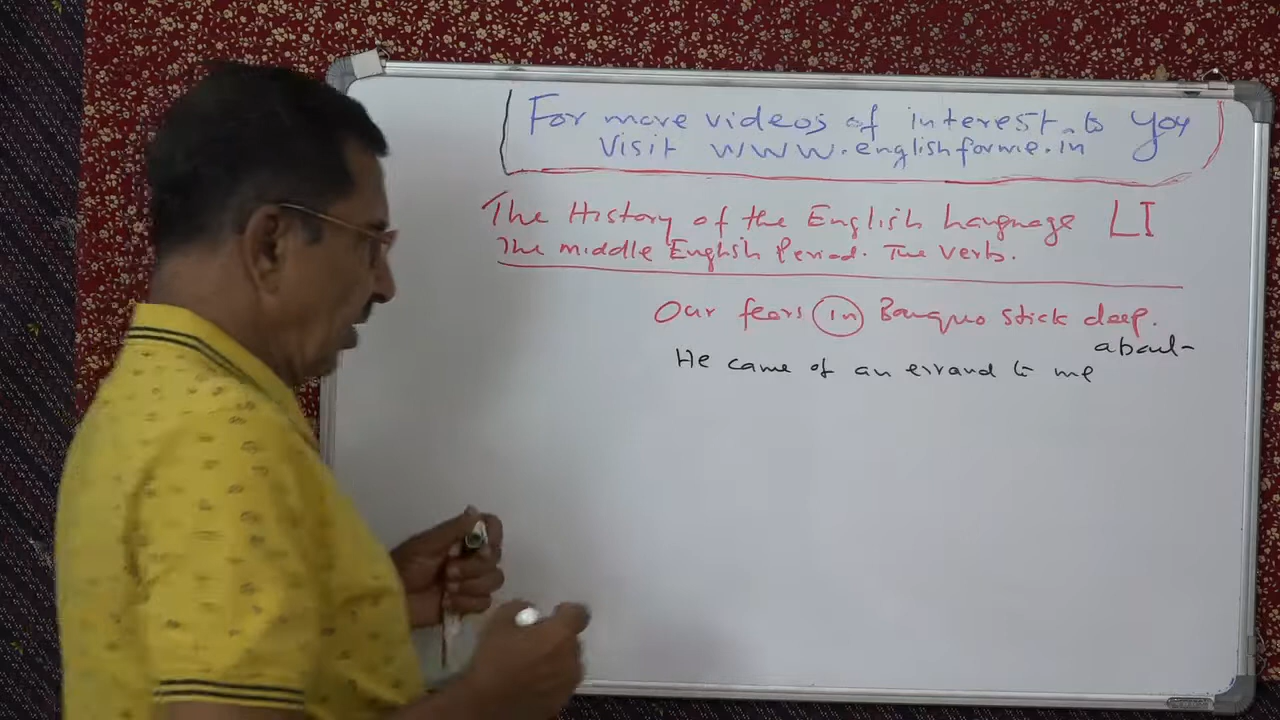 For more videos of interest to you
Visit www.englishforme.in
The History of the English Language LI
The middle English Period. The verb.
Our fears in Banquo stick deep.
about
He came of an errand to me